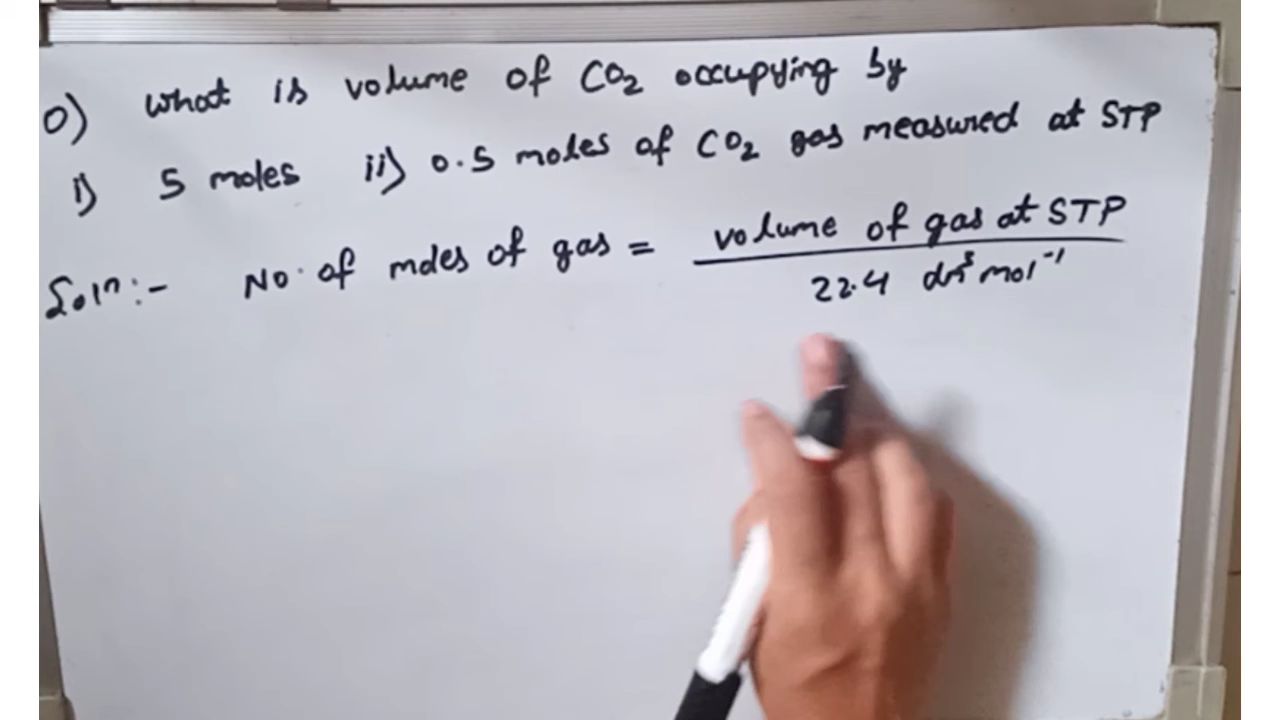 Q) what is volume of CO₂ occupying by
i) 5 moles ii) 0.5 moles of CO₂ gas measured at STP
Soln:- No. of moles of gas = volume of gas at STP
22.4 dm³ mol⁻¹